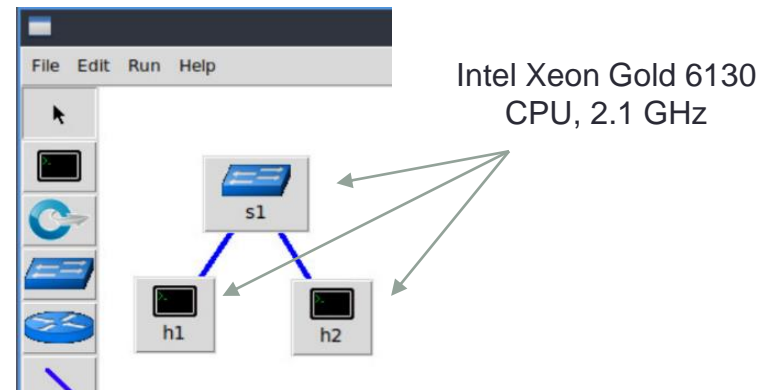 File Edit Run Help
Intel Xeon Gold 6130
CPU, 2.1 GHz
s1
h1
h2